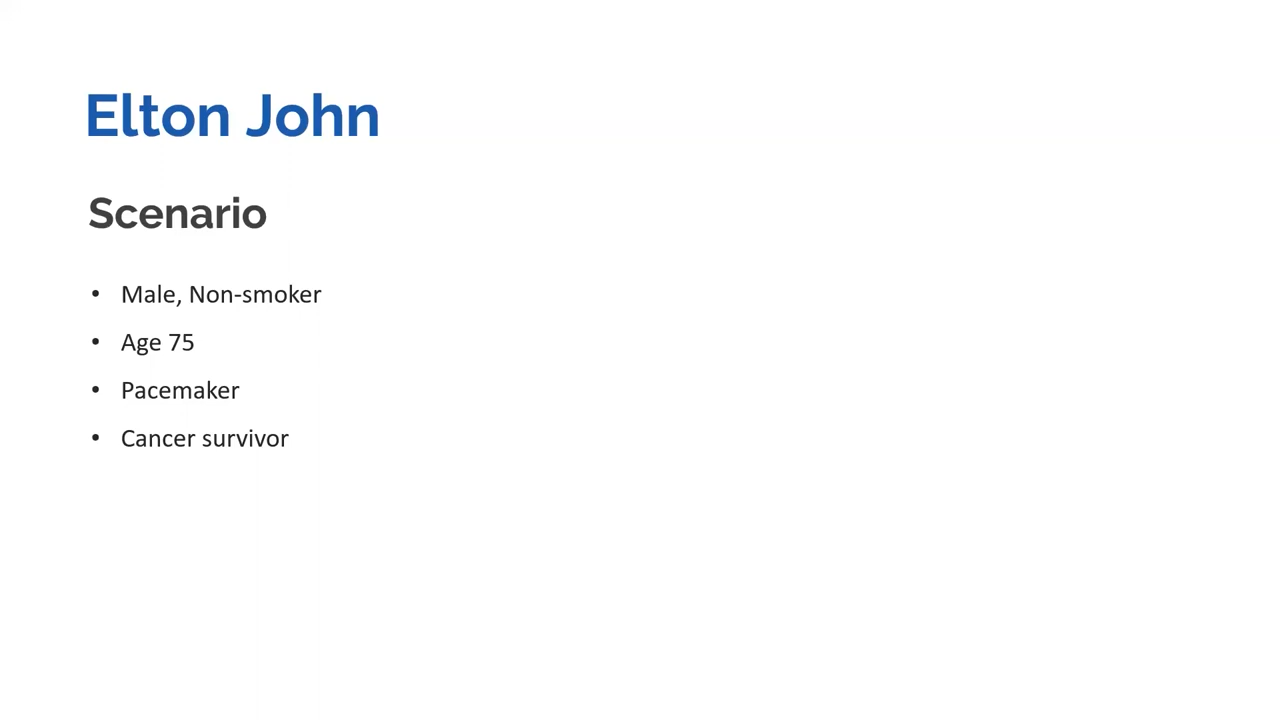 Elton John
Scenario
• Male, Non-smoker
• Age 75
• Pacemaker
• Cancer survivor